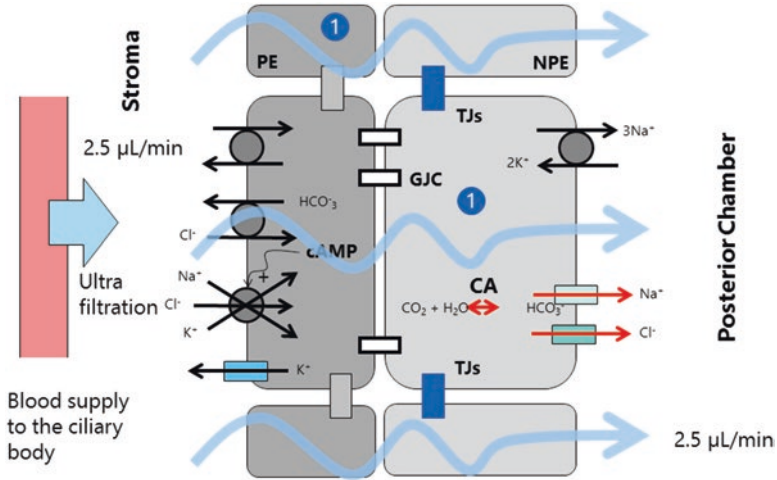 1
PE
NPE
Stroma
TJs
2.5 µL/min
3Na⁺
2K⁺
GJC
HCO⁻₃
1
Cl⁻
cAMP
+
Na⁺
Cl⁻
K⁺
CA
CO₂ + H₂O
HCO₃⁻
Na⁺
Cl⁻
Ultra
filtration
K⁺
TJs
Posterior Chamber
Blood supply
to the ciliary
body
2.5 µL/min